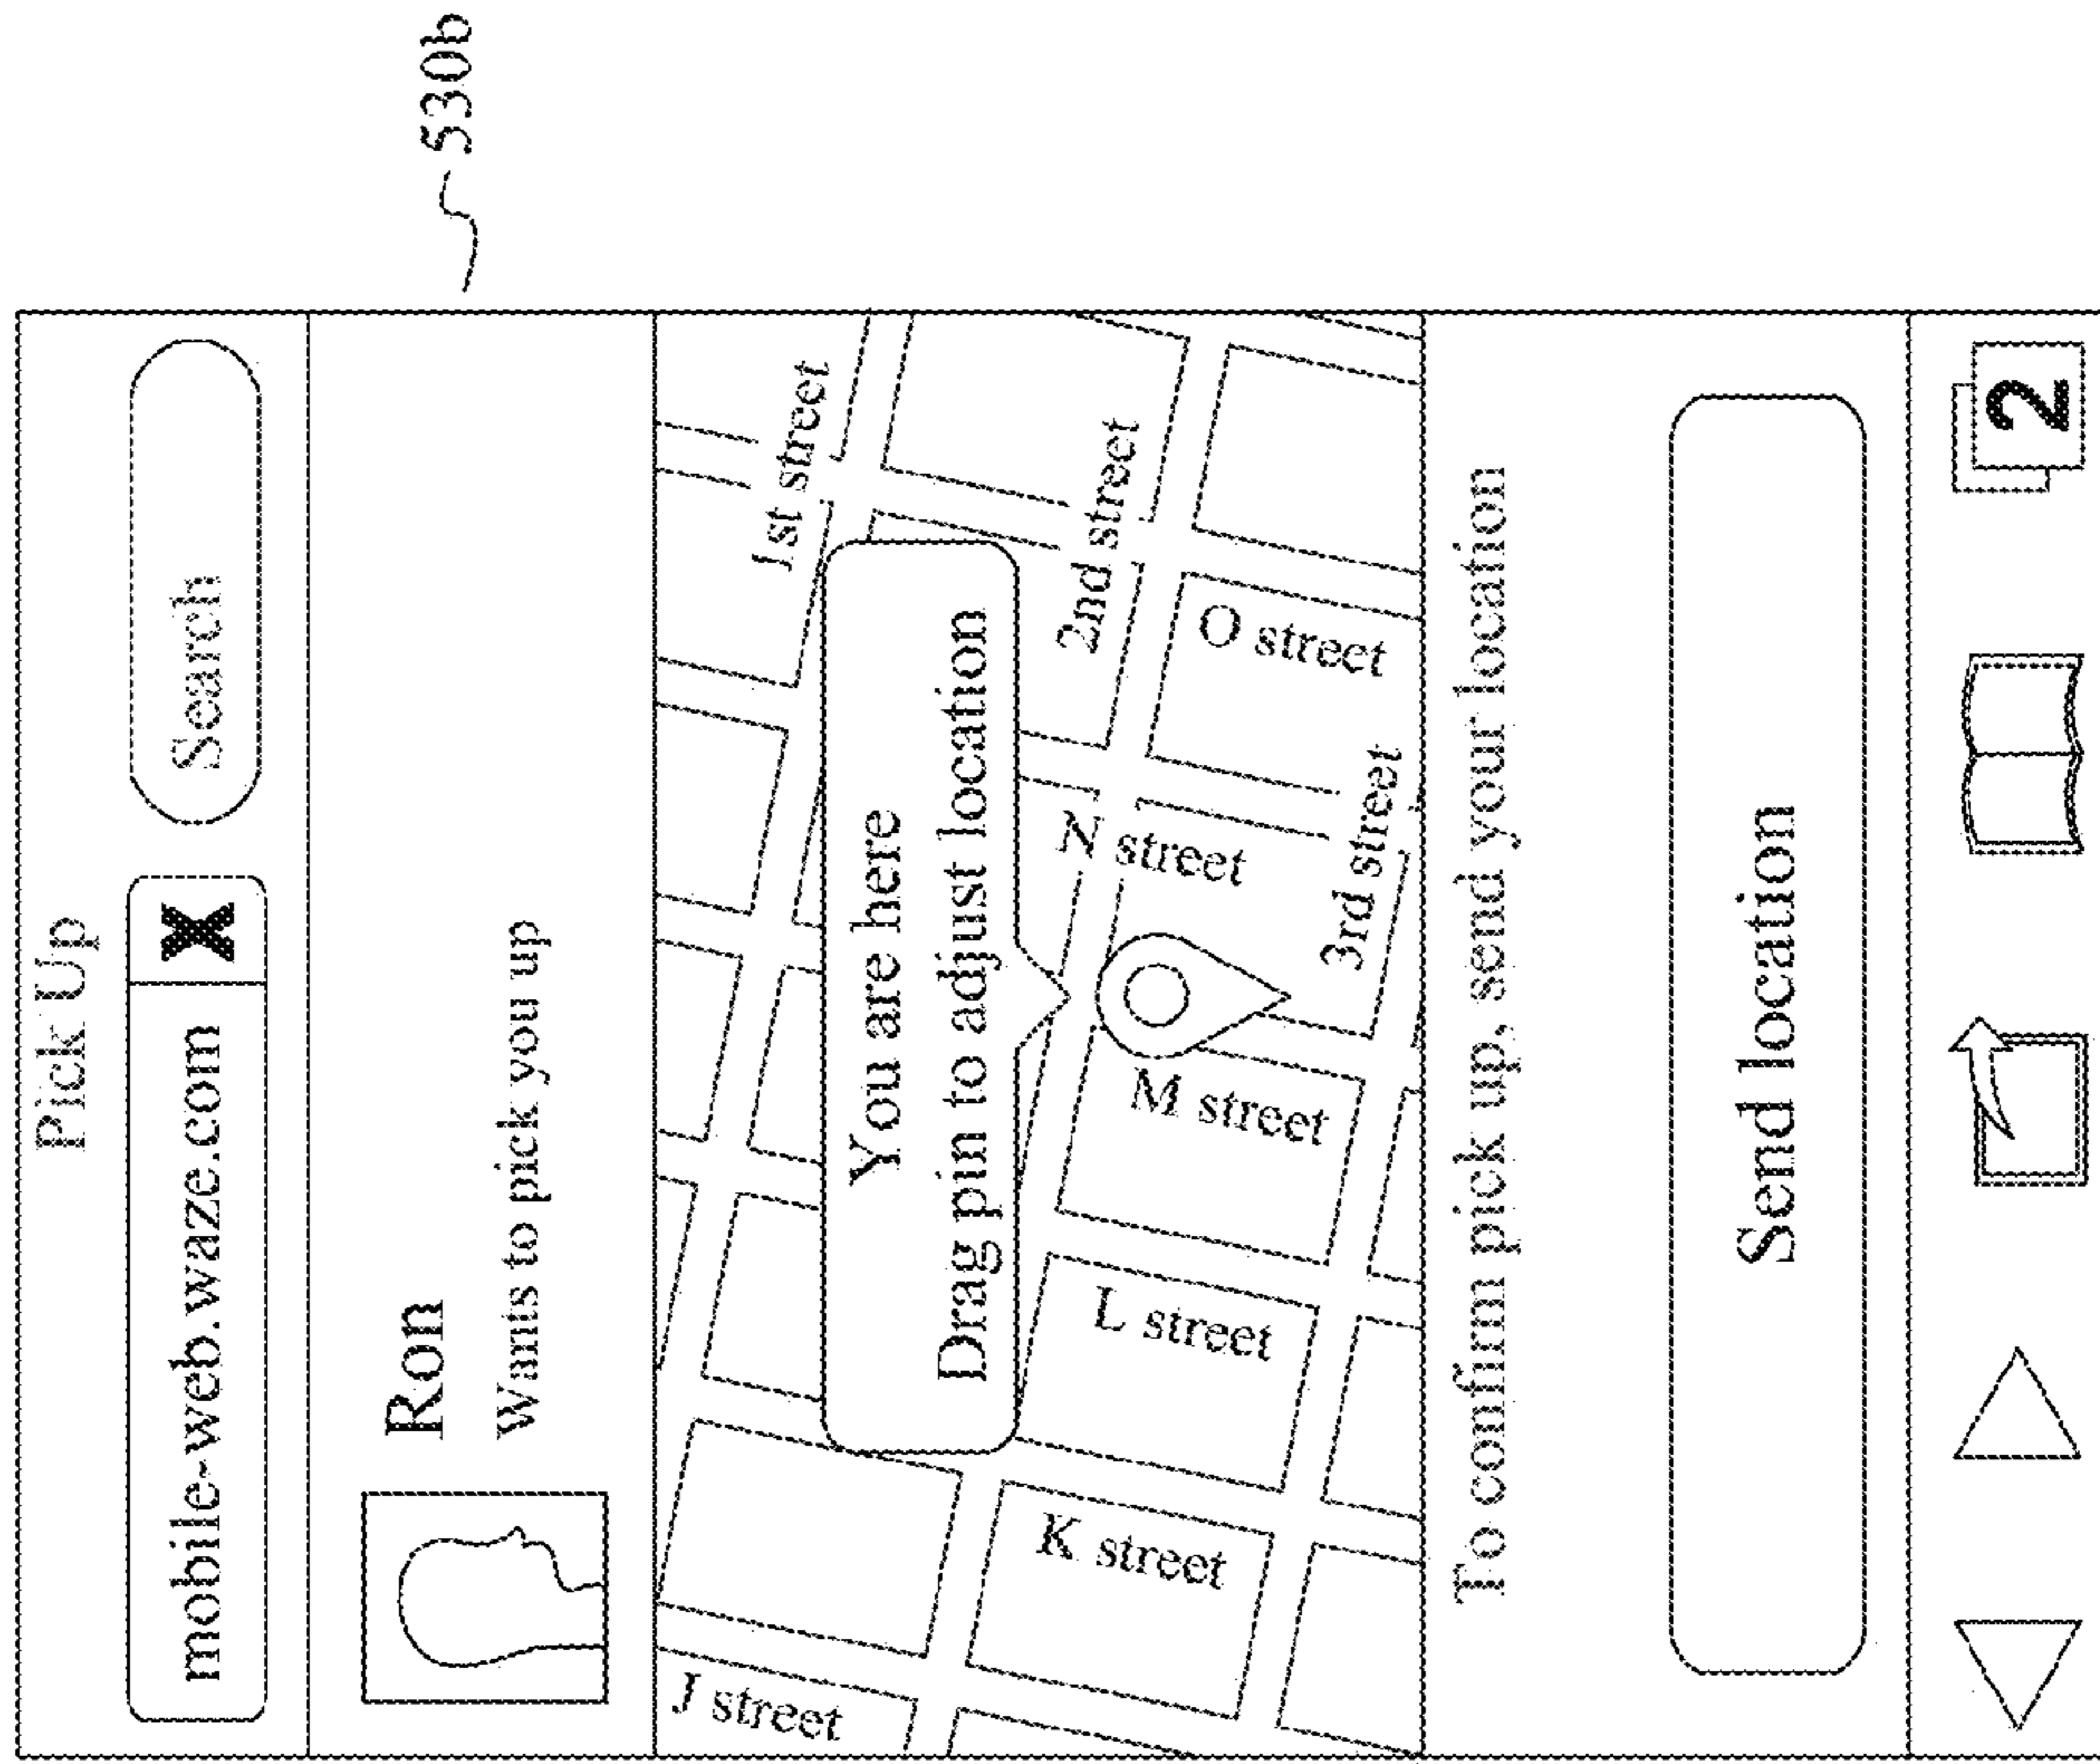 Pick Up
mobile-web.waze.com X Search
530b
Ron
Wants to pick you up
1st street
You are here
Drag pin to adjust location
2nd street
J street
K street
L street
M street
N street
O street
3rd street
To confirm pick up, send your location
Send location
2